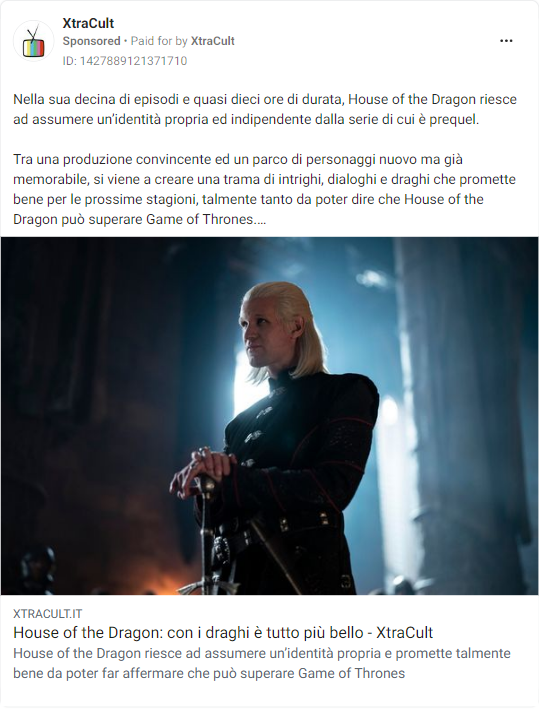 XtraCult
Sponsored • Paid for by XtraCult
ID: 1427889121371710
Nella sua decina di episodi e quasi dieci ore di durata, House of the Dragon riesce
ad assumere un’identità propria ed indipendente dalla serie di cui è prequel.
Tra una produzione convincente ed un parco di personaggi nuovo ma già
memorabile, si viene a creare una trama di intrighi, dialoghi e draghi che promette
bene per le prossime stagioni, talmente tanto da poter dire che House of the
Dragon può superare Game of Thrones.…
XTRACULT.IT
House of the Dragon: con i draghi è tutto più bello - XtraCult
House of the Dragon riesce ad assumere un’identità propria e promette talmente
bene da poter far affermare che può superare Game of Thrones